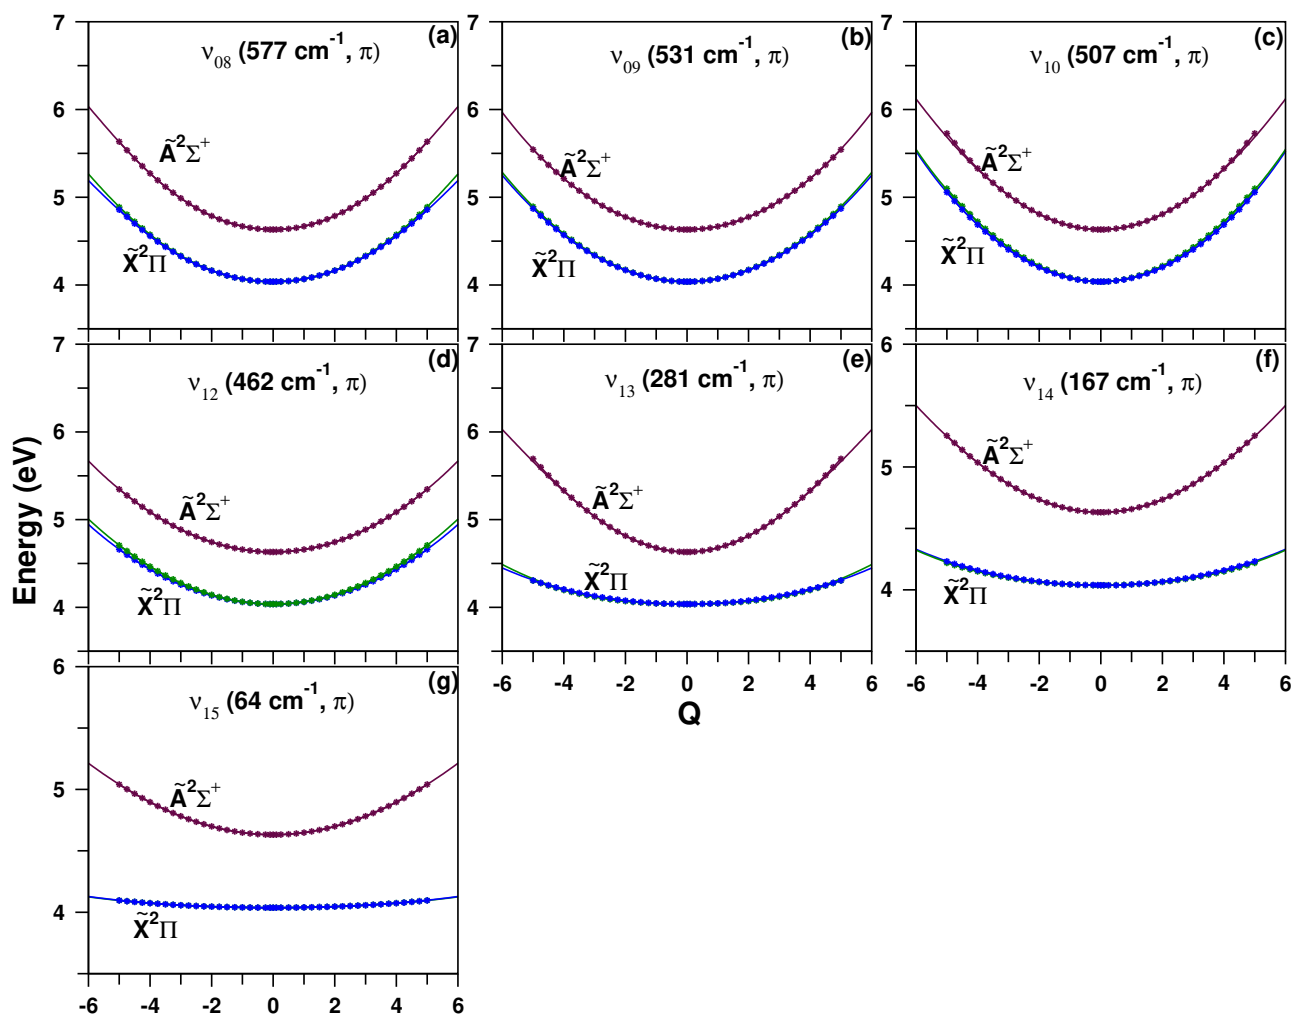 (a)
ν08 (577 cm-1, π)
Ã2Σ+
X̃2Π
7
6
5
4
(b)
ν09 (531 cm-1, π)
Ã2Σ+
X̃2Π
7
6
5
4
(c)
ν10 (507 cm-1, π)
Ã2Σ+
X̃2Π
7
6
5
4
(d)
ν12 (462 cm-1, π)
Ã2Σ+
X̃2Π
7
6
5
4
Energy (eV)
(e)
ν13 (281 cm-1, π)
Ã2Σ+
X̃2Π
7
6
5
4
-6 -4 -2 0 2 4 6
Q
(f)
ν14 (167 cm-1, π)
Ã2Σ+
X̃2Π
6
5
4
-6 -4 -2 0 2 4 6
(g)
ν15 (64 cm-1, π)
Ã2Σ+
X̃2Π
6
5
4
-6 -4 -2 0 2 4 6